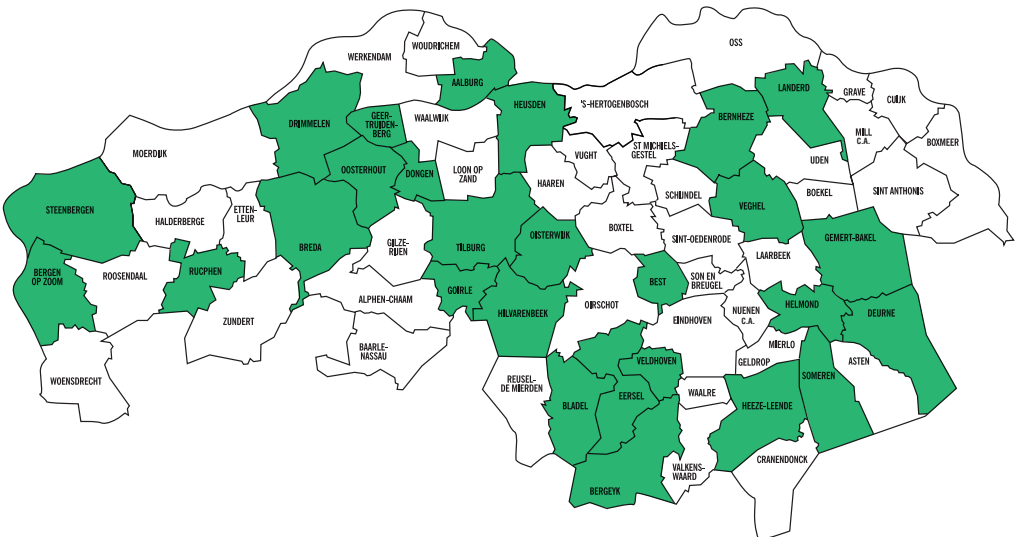 WOUDRICHEM
OSS
WERKENDAM
AALBURG
LANDERD
GRAVE
CUIJK
HEUSDEN
'S-HERTOGENBOSCH
GEER-
TRUIDEN-
BERG
WAALWIJK
DRIMMELEN
BERNHEZE
MILL
C.A.
BOXMEER
ST MICHIELS-
GESTEL
MOERDIJK
VUGHT
UDEN
OOSTERHOUT
DONGEN
LOON OP
ZAND
HAAREN
SCHIJNDEL
BOEKEL
SINT ANTHONIS
STEENBERGEN
HALDERBERGE
ETTEN-
LEUR
VEGHEL
BOXTEL
OISTERWIJK
SINT-OEDENRODE
GEMERT-BAKEL
BREDA
GILZE-
RIJEN
TILBURG
LAARBEEK
BERGEN
OP ZOOM
ROOSENDAAL
RUCPHEN
BEST
SON EN
BREUGEL
GOIRLE
ALPHEN-CHAAM
HILVARENBEEK
OIRSCHOT
HELMOND
DEURNE
ZUNDERT
EINDHOVEN
NUENEN
C.A.
BAARLE-
NASSAU
MIERLO
VELDHOVEN
GELDROP
ASTEN
WOENSDRECHT
REUSEL-
DE MIERDEN
SOMEREN
WAALRE
EERSEL
BLADEL
HEEZE-LEENDE
CRANENDONCK
VALKENS-
WAARD
BERGEYK